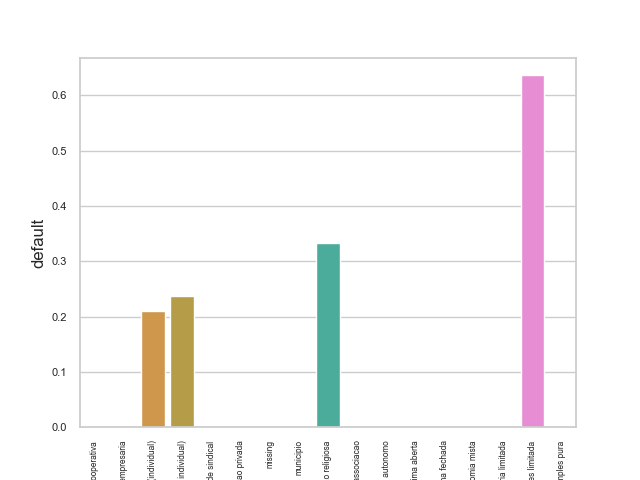 default
0.6
0.5
0.4
0.3
0.2
0.1
0.0
ooperativa
empresaria
(individual)
individual)
de sindical
ao privada
missing
municipio
o religiosa
associacao
autonomo
ima aberta
na fechada
omia mista
ia limitada
es limitada
nples pura